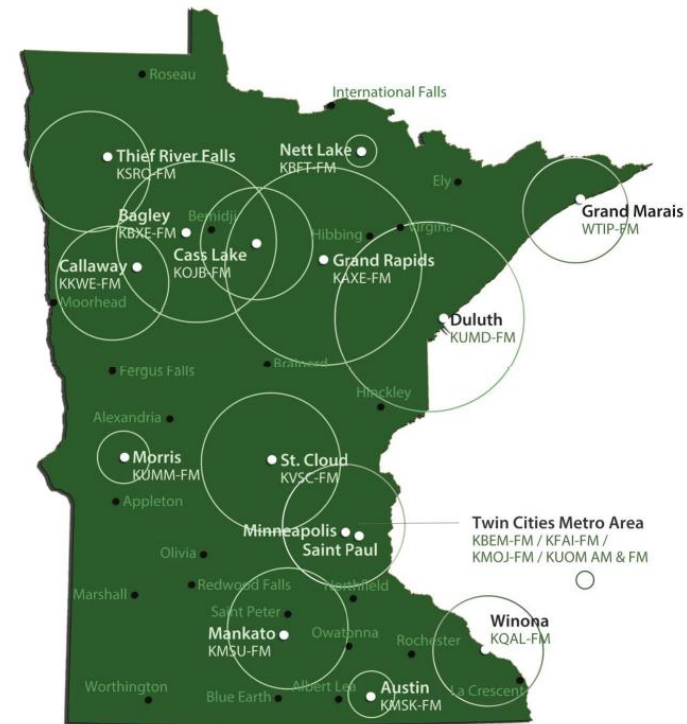 Roseau
International Falls
Thief River Falls
KSRQ-FM
Nett Lake
KBFT-FM
Ely
Grand Marais
WTIP-FM
Bagley
KBXE-FM
Bemidji
Cass Lake
KOJB-FM
Hibbing
Virgina
Grand Rapids
KAXE-FM
Callaway
KKWE-FM
Moorhead
Duluth
KUMD-FM
Fergus Falls
Brainerd
Hinckley
Alexandria
Morris
KUMM-FM
St. Cloud
KVSC-FM
Appleton
Minneapolis
Saint Paul
Twin Cities Metro Area
KBEM-FM / KFAI-FM /
KMOJ-FM / KUOM AM & FM
Olivia
Redwood Falls
Northfield
Marshall
Saint Peter
Mankato
KMSU-FM
Owatonna
Rochester
Winona
KQAL-FM
Worthington
Blue Earth
Albert Lea
Austin
KMSK-FM
La Crescent